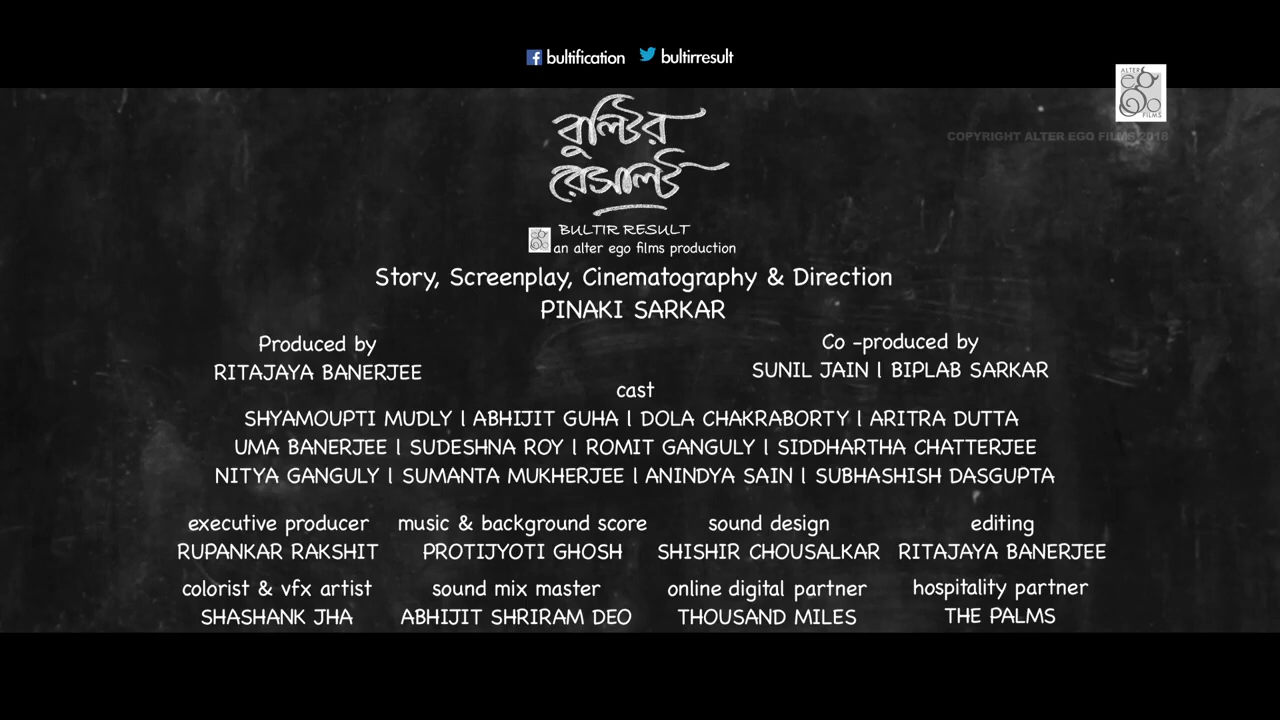 bultification bultirresult
ALTER
ego
FILMS
COPYRIGHT ALTER EGO FILMS 2018
বুল্টির
রেসাল্ট
BULTIR RESULT
an alter ego films production
Story, Screenplay, Cinematography & Direction
PINAKI SARKAR
Produced by
RITAJAYA BANERJEE
Co -produced by
SUNIL JAIN | BIPLAB SARKAR
cast
SHYAMOUPTI MUDLY | ABHIJIT GUHA | DOLA CHAKRABORTY | ARITRA DUTTA
UMA BANERJEE | SUDESHNA ROY | ROMIT GANGULY | SIDDHARTHA CHATTERJEE
NITYA GANGULY | SUMANTA MUKHERJEE | ANINDYA SAIN | SUBHASHISH DASGUPTA
executive producer
RUPANKAR RAKSHIT
music & background score
PROTIJYOTI GHOSH
sound design
SHISHIR CHOUSALKAR
editing
RITAJAYA BANERJEE
colorist & vfx artist
SHASHANK JHA
sound mix master
ABHIJIT SHRIRAM DEO
online digital partner
THOUSAND MILES
hospitality partner
THE PALMS